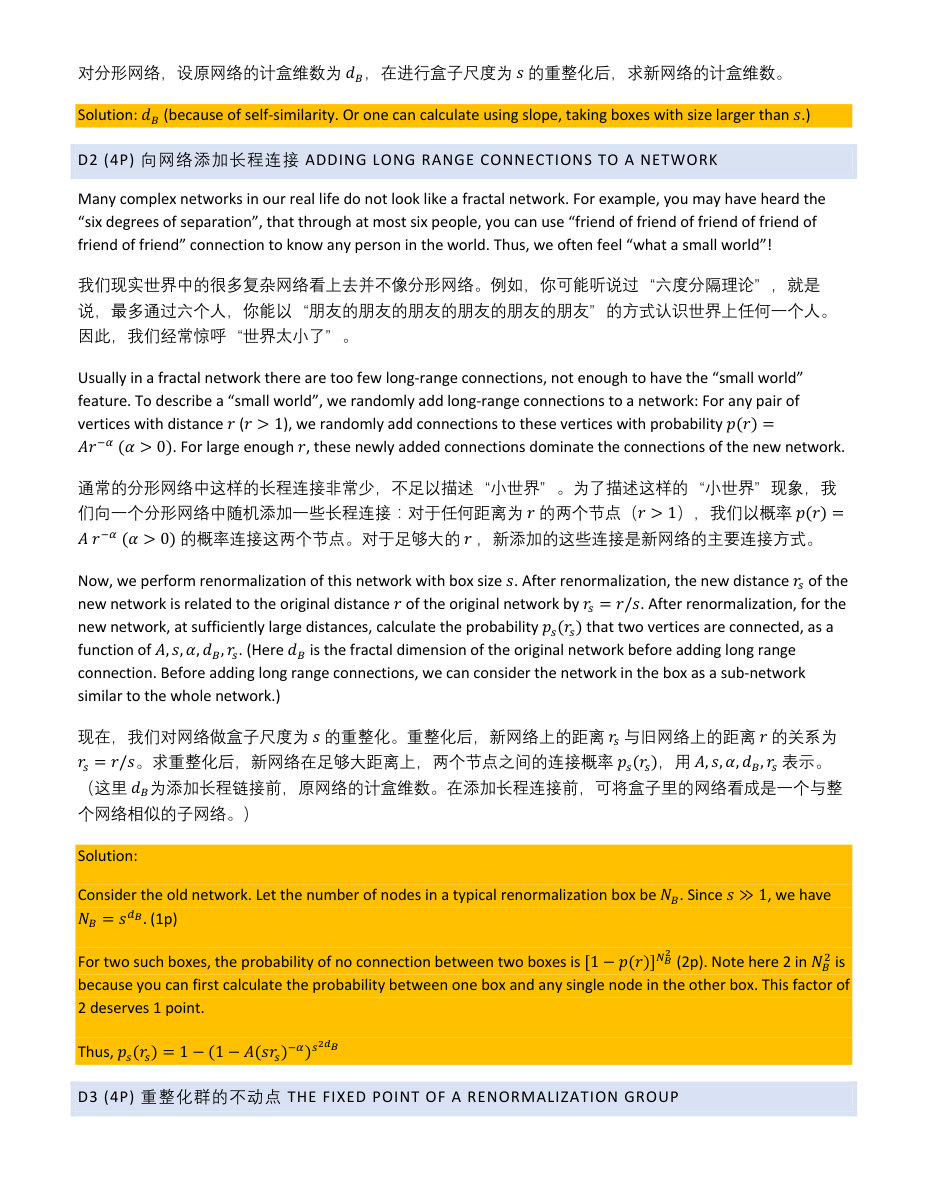 对分形网络，设原网络的计盒维数为 d_B，在进行盒子尺度为 s 的重整化后，求新网络的计盒维数。
Solution: d_B (because of self-similarity. Or one can calculate using slope, taking boxes with size larger than s.)
D2 (4P) 向网络添加长程连接 ADDING LONG RANGE CONNECTIONS TO A NETWORK
Many complex networks in our real life do not look like a fractal network. For example, you may have heard the
“six degrees of separation”, that through at most six people, you can use “friend of friend of friend of friend of
friend of friend” connection to know any person in the world. Thus, we often feel “what a small world”!
我们现实世界中的很多复杂网络看上去并不像分形网络。例如，你可能听说过“六度分隔理论”，就是
说，最多通过六个人，你能以“朋友的朋友的朋友的朋友的朋友的朋友”的方式认识世界上任何一个人。
因此，我们经常惊呼“世界太小了”。
Usually in a fractal network there are too few long-range connections, not enough to have the “small world”
feature. To describe a “small world”, we randomly add long-range connections to a network: For any pair of
vertices with distance r (r > 1), we randomly add connections to these vertices with probability p(r) =
Ar^{−α} (α > 0). For large enough r, these newly added connections dominate the connections of the new network.
通常的分形网络中这样的长程连接非常少，不足以描述“小世界”。为了描述这样的“小世界”现象，我
们向一个分形网络中随机添加一些长程连接：对于任何距离为 r 的两个节点（r > 1），我们以概率 p(r) =
A r^{−α} (α > 0) 的概率连接这两个节点。对于足够大的 r ，新添加的这些连接是新网络的主要连接方式。
Now, we perform renormalization of this network with box size s. After renormalization, the new distance r_s of the
new network is related to the original distance r of the original network by r_s = r/s. After renormalization, for the
new network, at sufficiently large distances, calculate the probability p_s(r_s) that two vertices are connected, as a
function of A, s, α, d_B, r_s. (Here d_B is the fractal dimension of the original network before adding long range
connection. Before adding long range connections, we can consider the network in the box as a sub-network
similar to the whole network.)
现在，我们对网络做盒子尺度为 s 的重整化。重整化后，新网络上的距离 r_s 与旧网络上的距离 r 的关系为
r_s = r/s。求重整化后，新网络在足够大距离上，两个节点之间的连接概率 p_s(r_s)，用 A, s, α, d_B, r_s 表示。
（这里 d_B为添加长程链接前，原网络的计盒维数。在添加长程连接前，可将盒子里的网络看成是一个与整
个网络相似的子网络。）
Solution:
Consider the old network. Let the number of nodes in a typical renormalization box be N_B. Since s ≫ 1, we have
N_B = s^{d_B}. (1p)
For two such boxes, the probability of no connection between two boxes is [1 − p(r)]^{N_B^2} (2p). Note here 2 in N_B^2 is
because you can first calculate the probability between one box and any single node in the other box. This factor of
2 deserves 1 point.
Thus, p_s(r_s) = 1 − (1 − A(sr_s)^{−α})^{s^{2d_B}}
D3 (4P) 重整化群的不动点 THE FIXED POINT OF A RENORMALIZATION GROUP